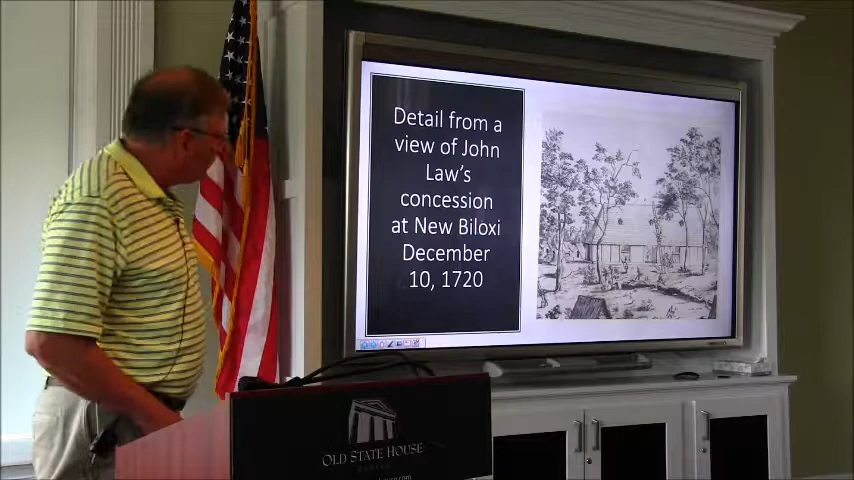 Detail from a
view of John
Law's
concession
at New Biloxi
December
10, 1720
OLD STATE HOUSE